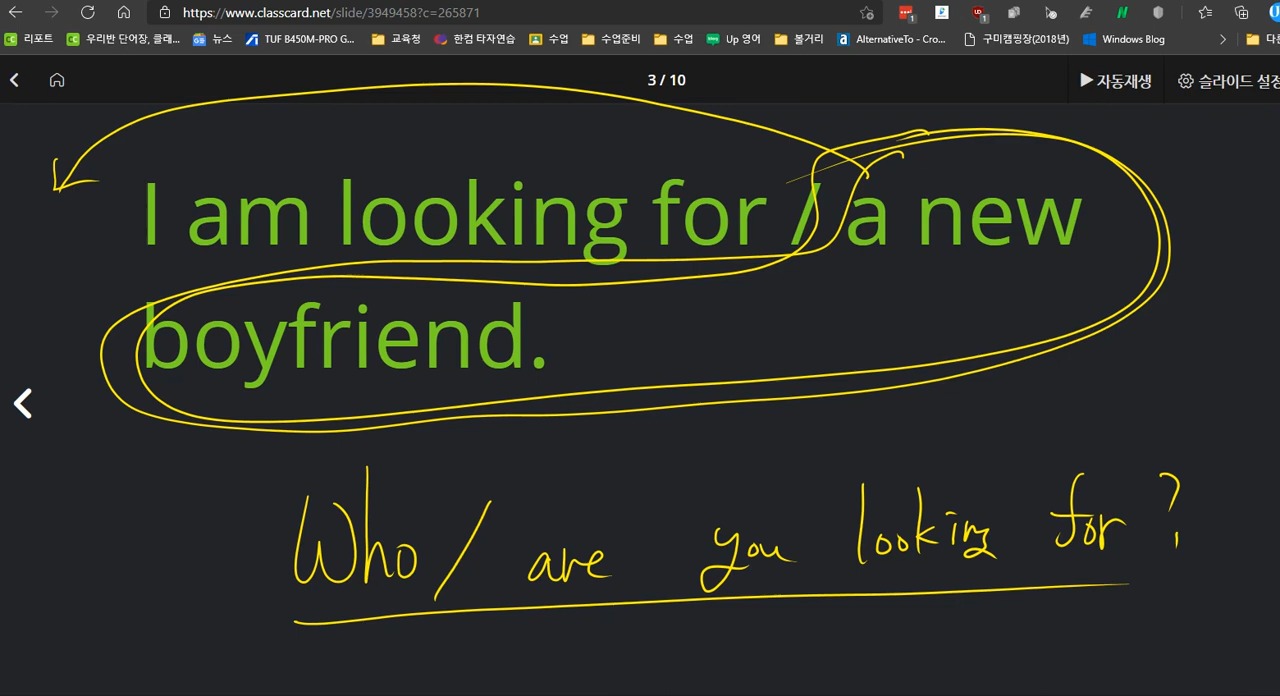 https://www.classcard.net/slide/3949458?c=265871
리포트 우리반 단어장, 클래... 뉴스 TUF B450M-PRO G... 교육청 한컴 타자연습 수업 수업준비 수업 Up 영어 볼거리 AlternativeTo - Cro... 구미캠핑장(2018년) Windows Blog
3 / 10 자동재생 슬라이드 설정
I am looking for / a new
boyfriend.
Who / are you looking for ?